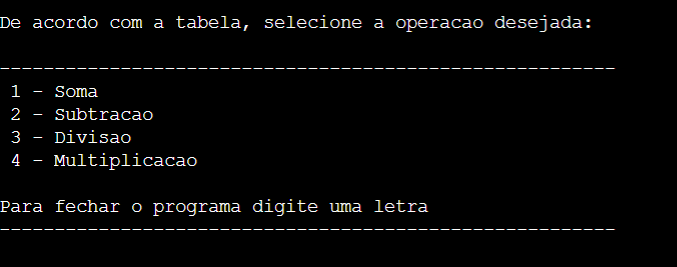 De acordo com a tabela, selecione a operacao desejada:
--------------------------------------------------------
1 - Soma
2 - Subtracao
3 - Divisao
4 - Multiplicacao
Para fechar o programa digite uma letra
--------------------------------------------------------